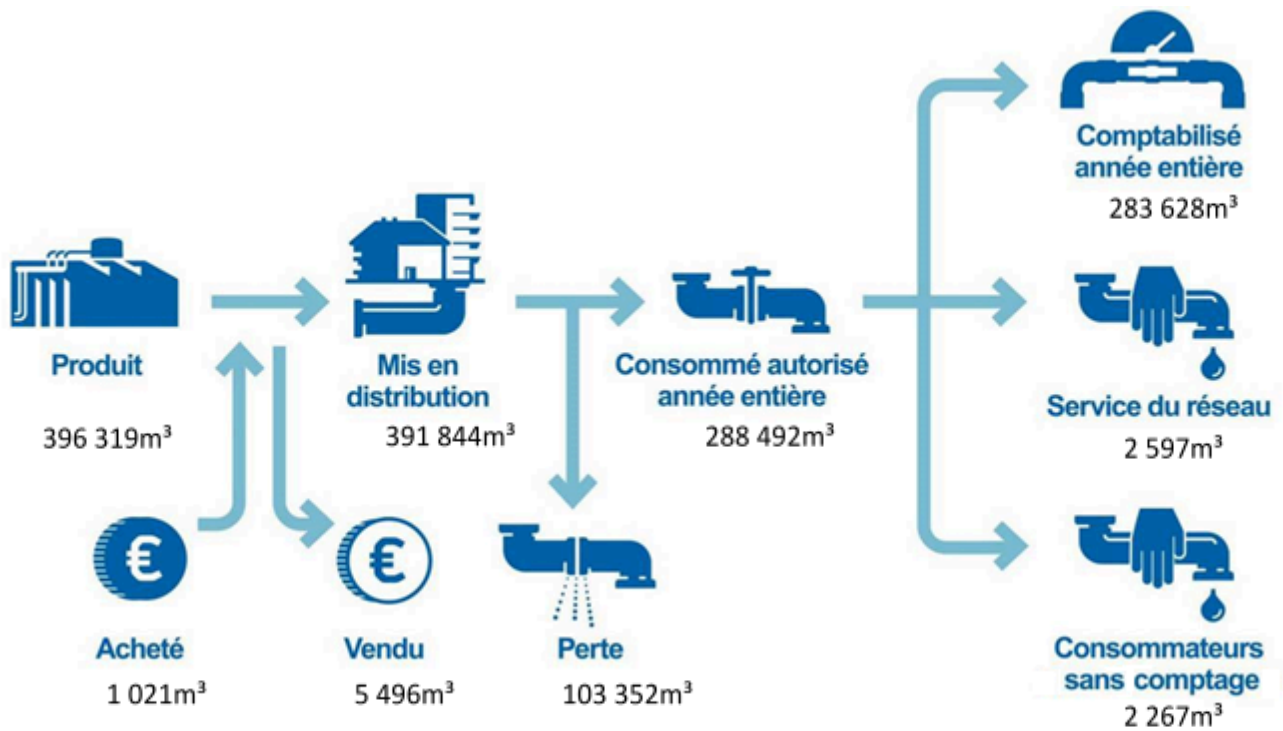 Comptabilisé
année entière
283 628m³
Produit
396 319m³
Mis en
distribution
391 844m³
Consommé autorisé
année entière
288 492m³
Service du réseau
2 597m³
€
Acheté
1 021m³
€
Vendu
5 496m³
Perte
103 352m³
Consommateurs
sans comptage
2 267m³